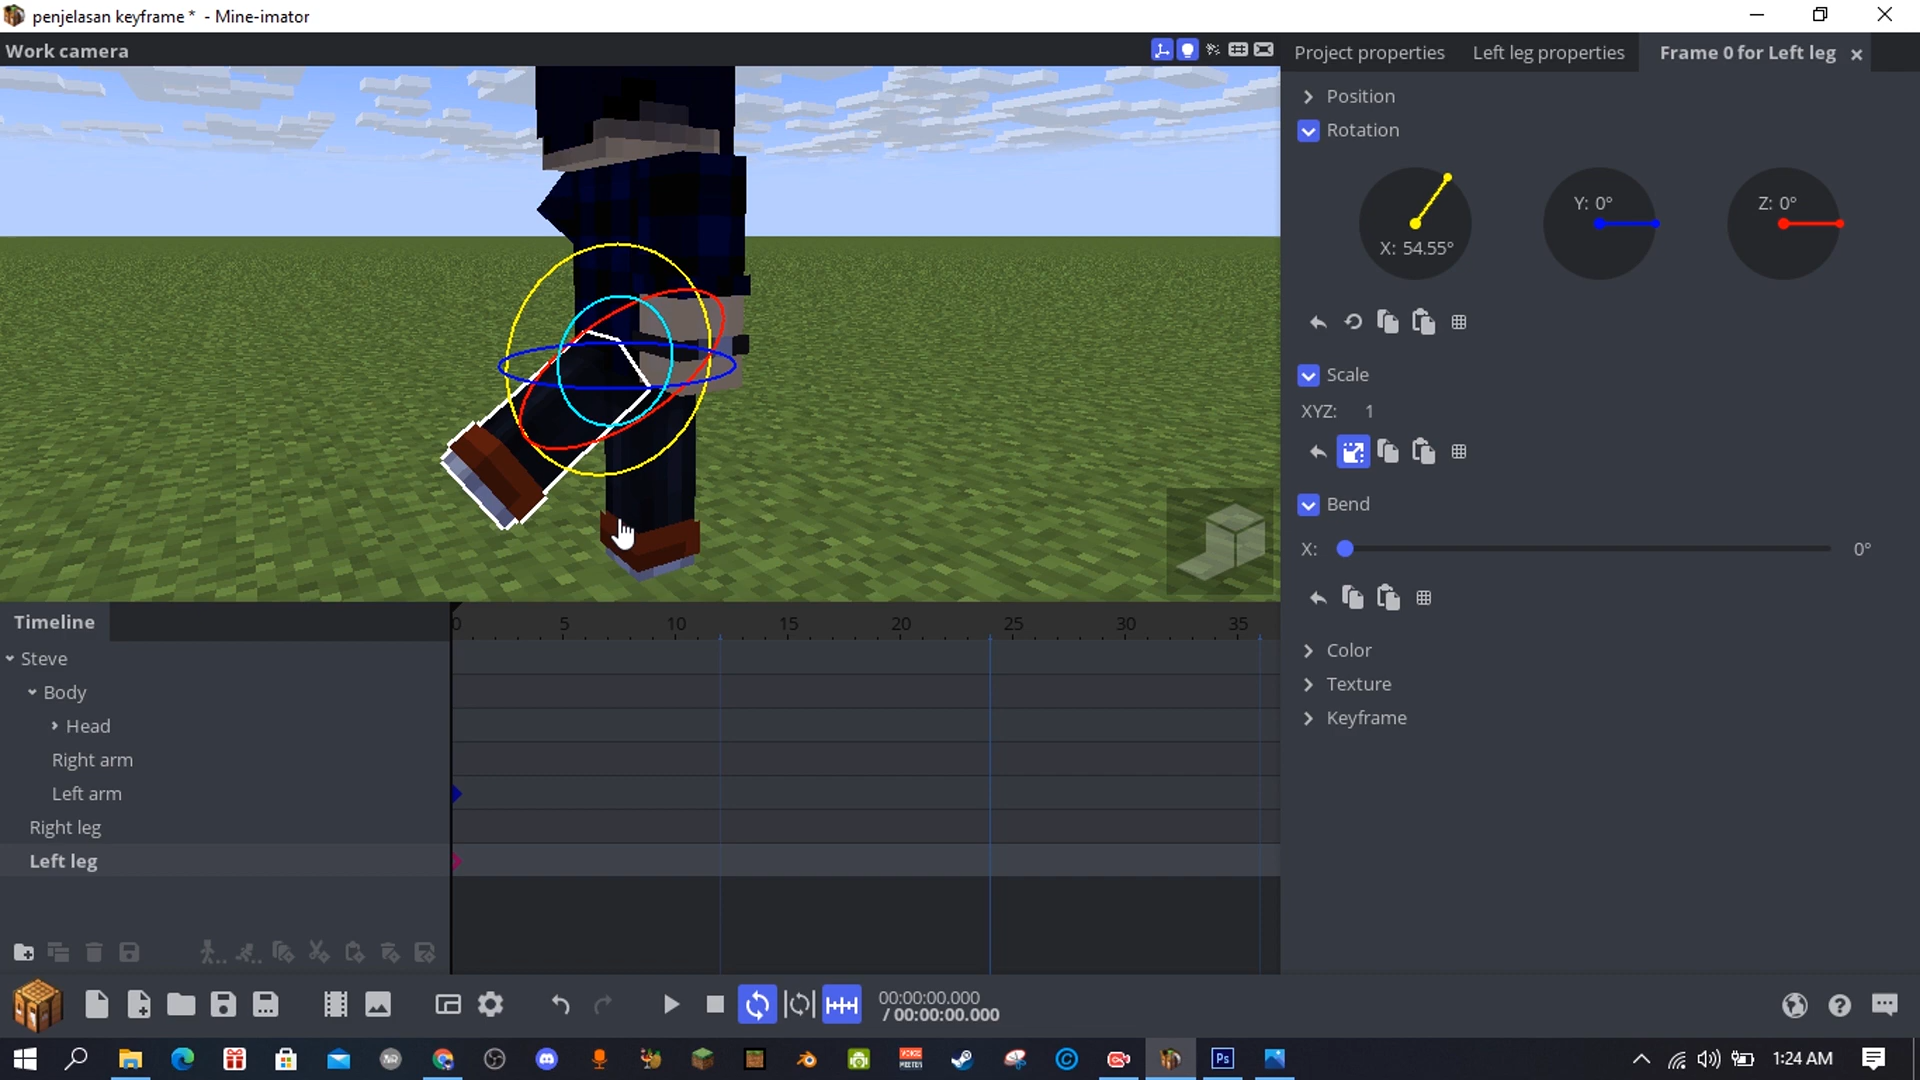 penjelasan keyframe * - Mine-imator
Work camera
Project properties
Left leg properties
Frame 0 for Left leg
Position
Rotation
X: 54.55°
Y: 0°
Z: 0°
Scale
XYZ: 1
Bend
X: 0°
Color
Texture
Keyframe
Timeline
0 5 10 15 20 25 30 35
Steve
Body
Head
Right arm
Left arm
Right leg
Left leg
00:00:00.000
/ 00:00:00.000
Ps
1:24 AM